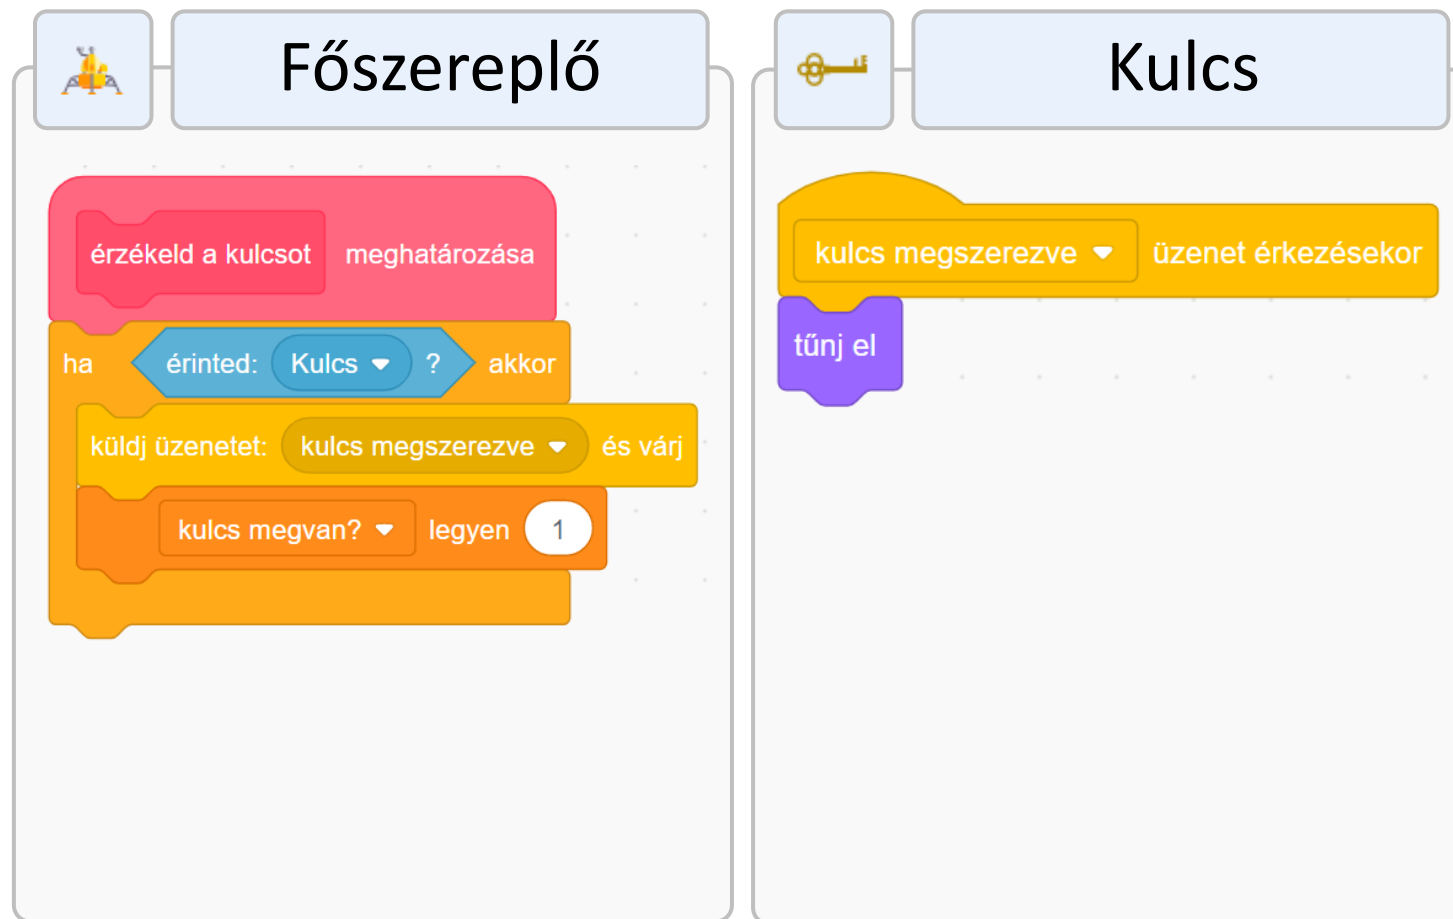 Főszereplő
érzékeld a kulcsot meghatározása
ha érinted: Kulcs ? akkor
küldj üzenetet: kulcs megszerezve és várj
kulcs megvan? legyen 1
Kulcs
kulcs megszerezve üzenet érkezésekor
tűnj el